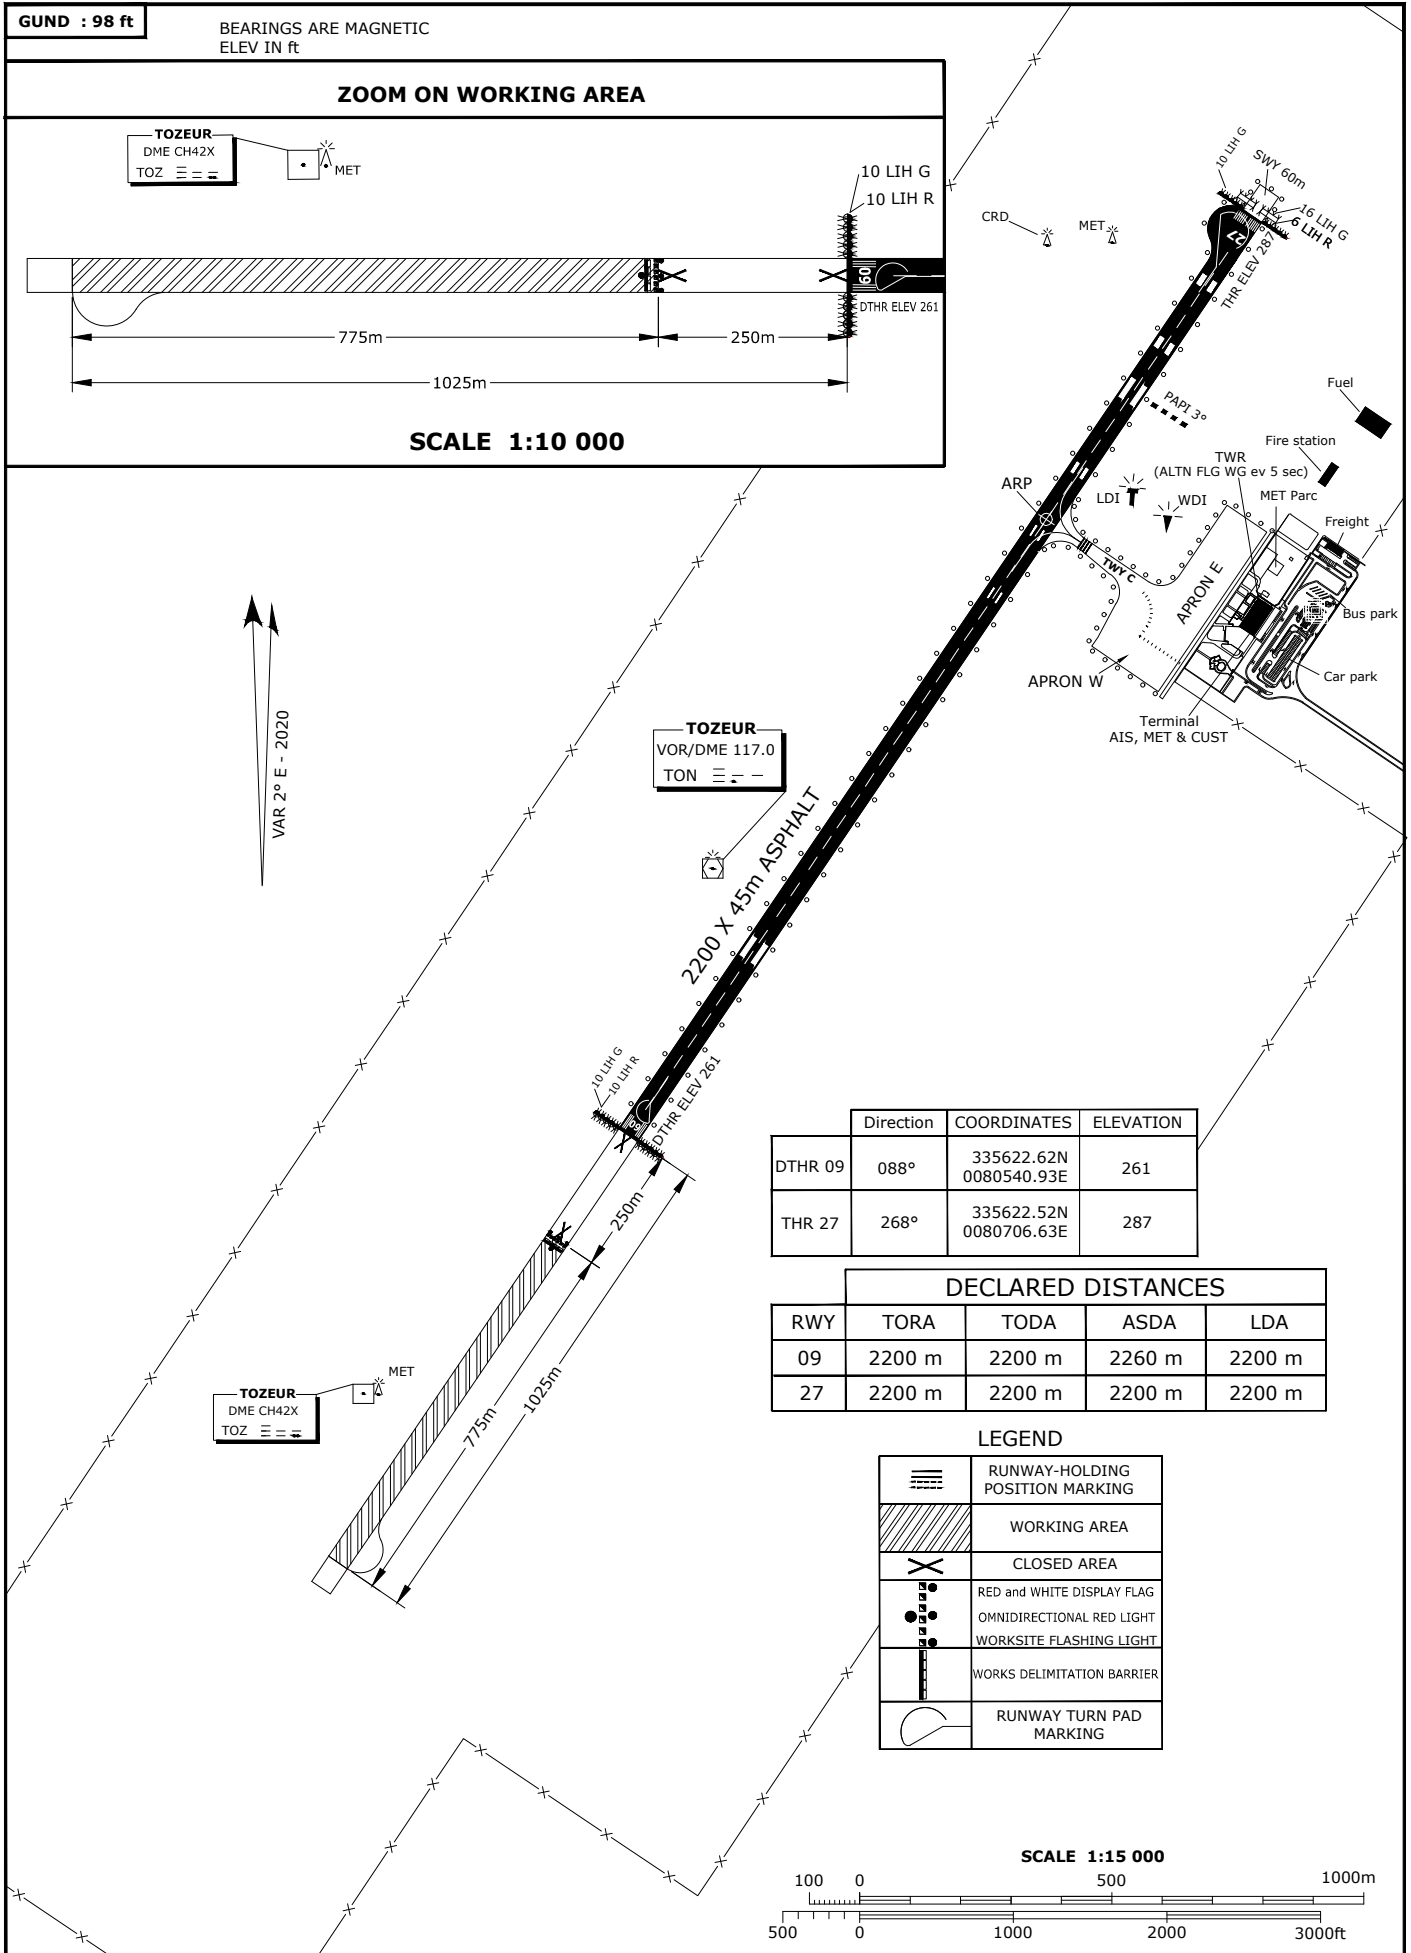 GUND : 98 ft
BEARINGS ARE MAGNETIC
ELEV IN ft
ZOOM ON WORKING AREA
TOZEUR
DME CH42X
TOZ
MET
10 LIH G
10 LIH R
09
DTHR ELEV 261
775m
250m
1025m
SCALE 1:10 000
10 LIH G
SWY 60m
16 LIH G
6 LIH R
27
THR ELEV 287
CRD
MET
PAPI 3°
Fuel
Fire station
TWR
(ALTN FLG WG ev 5 sec)
MET Parc
Freight
ARP
LDI
WDI
TWY C
APRON E
Bus park
APRON W
Car park
Terminal
AIS, MET & CUST
VAR 2° E - 2020
TOZEUR
VOR/DME 117.0
TON
2200 X 45m ASPHALT
10 LIH G
10 LIH R
09
DTHR ELEV 261
250m
775m
1025m
TOZEUR
DME CH42X
TOZ
MET
Direction COORDINATES ELEVATION
DTHR 09 088° 335622.62N 0080540.93E 261
THR 27 268° 335622.52N 0080706.63E 287
DECLARED DISTANCES
RWY TORA TODA ASDA LDA
09 2200 m 2200 m 2260 m 2200 m
27 2200 m 2200 m 2200 m 2200 m
LEGEND
RUNWAY-HOLDING
POSITION MARKING
WORKING AREA
CLOSED AREA
RED and WHITE DISPLAY FLAG
OMNIDIRECTIONAL RED LIGHT
WORKSITE FLASHING LIGHT
WORKS DELIMITATION BARRIER
RUNWAY TURN PAD
MARKING
SCALE 1:15 000
100 0 500 1000m
500 0 1000 2000 3000ft